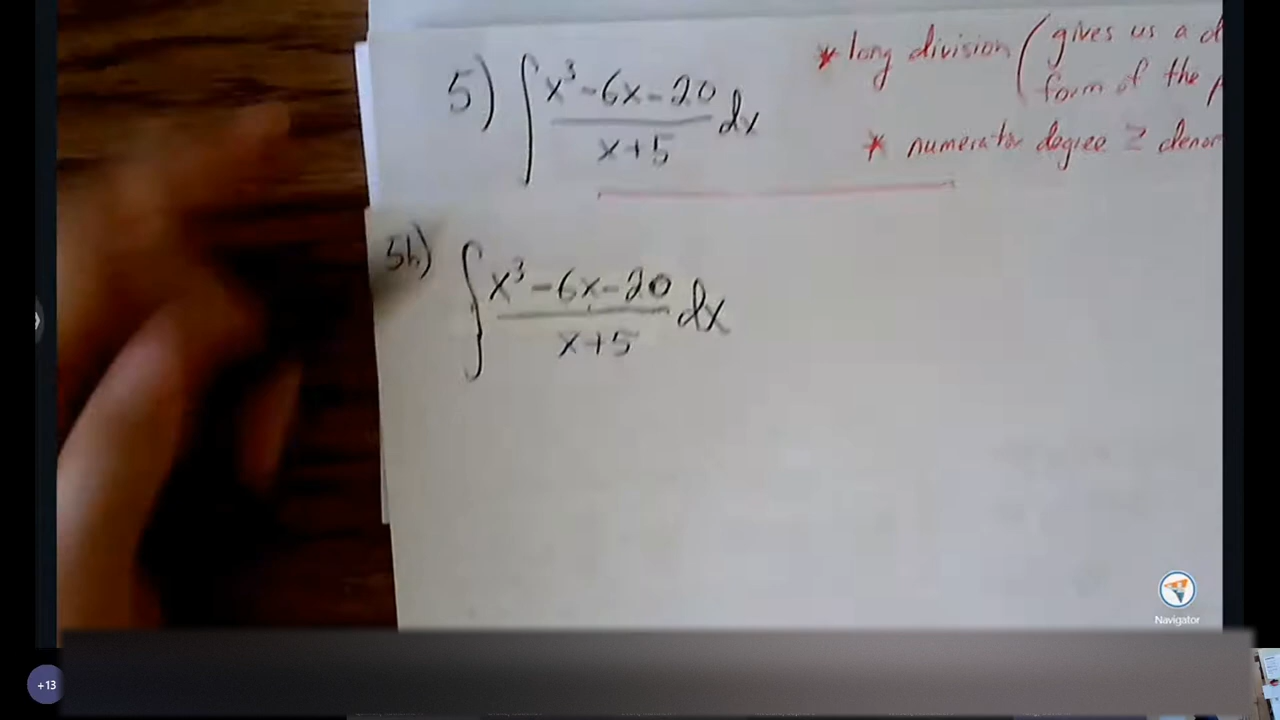 5) ∫ x³-6x-20 / x+5 dx
* long division (gives us a
form of the
* numerator degree ≥
5b) ∫ x³-6x-20 / x+5 dx
Navigator
+13